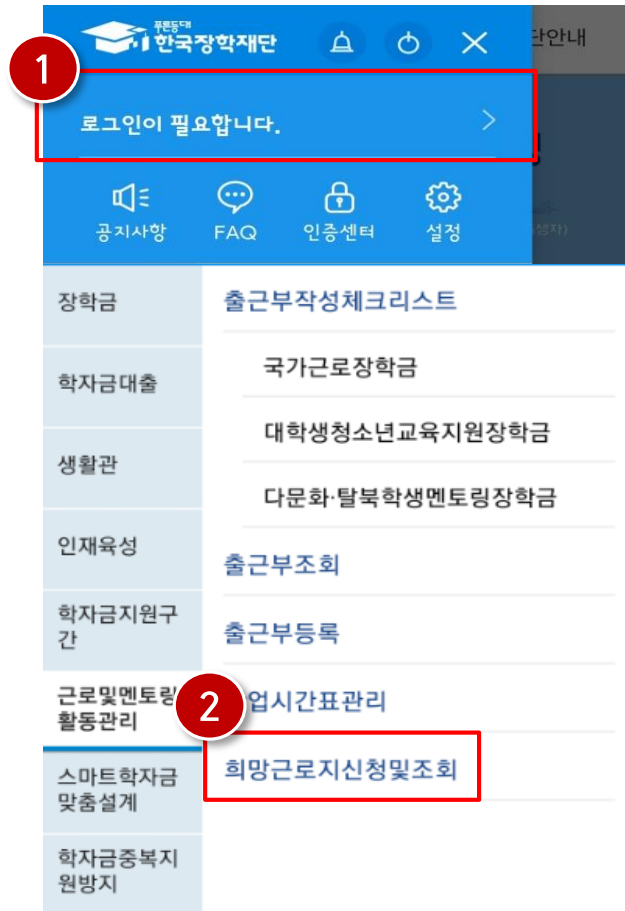 푸른등대
한국장학재단
단안내
1
로그인이 필요합니다.
공지사항 FAQ 인증센터 설정
장학금
학자금대출
생활관
인재육성
학자금지원구
간
근로및멘토링
활동관리
스마트학자금
맞춤설계
학자금중복지
원방지
출근부작성체크리스트
국가근로장학금
대학생청소년교육지원장학금
다문화·탈북학생멘토링장학금
출근부조회
출근부등록
2
업시간표관리
희망근로지신청및조회